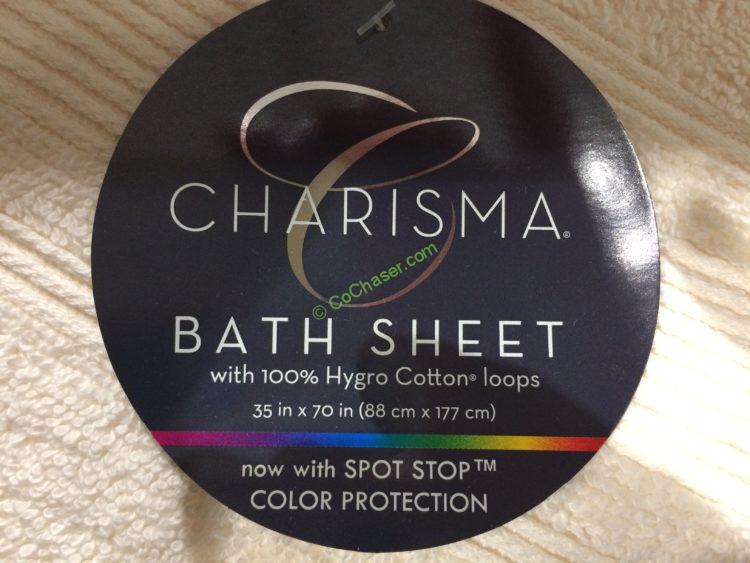 CHARISMA®
© CoChaser.com
BATH SHEET
with 100% Hygro Cotton® loops
35 in x 70 in (88 cm x 177 cm)
now with SPOT STOP™
COLOR PROTECTION